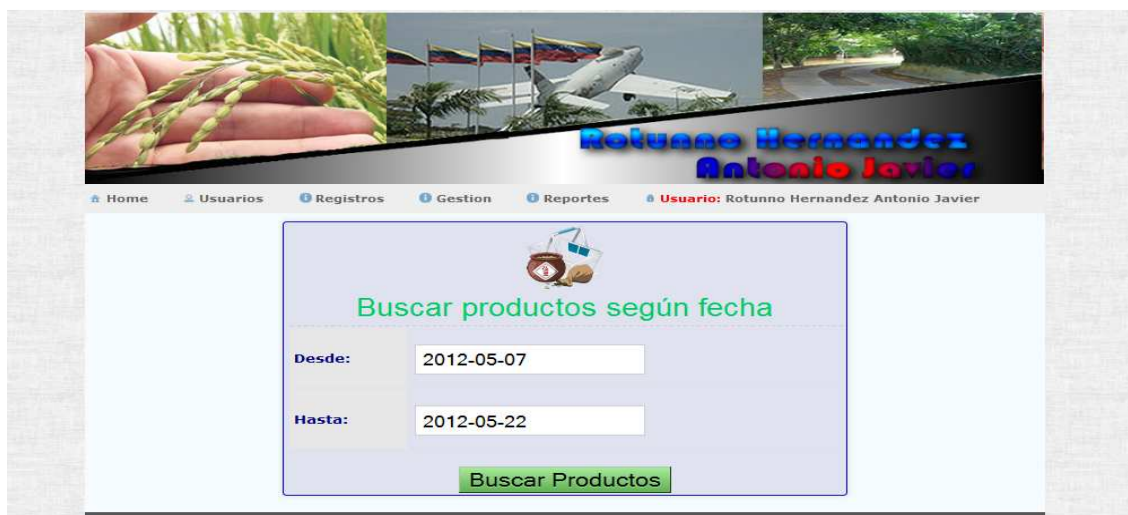 Rotunno Hernandez
Antonio Javier
Home Usuarios Registros Gestion Reportes Usuario: Rotunno Hernandez Antonio Javier
Buscar productos según fecha
Desde: 2012-05-07
Hasta: 2012-05-22
Buscar Productos